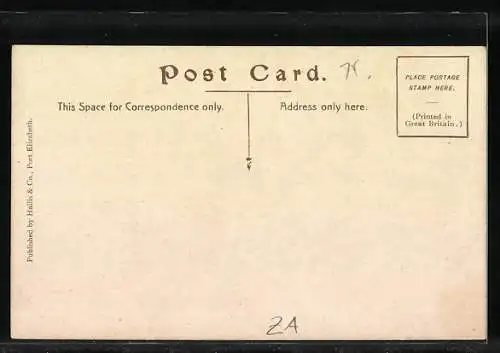 Post Card.
This Space for Correspondence only.
Address only here.
PLACE POSTAGE
STAMP HERE.
(Printed in
Great Britain.)
Published by Hallis & Co., Port Elizabeth.
ZA